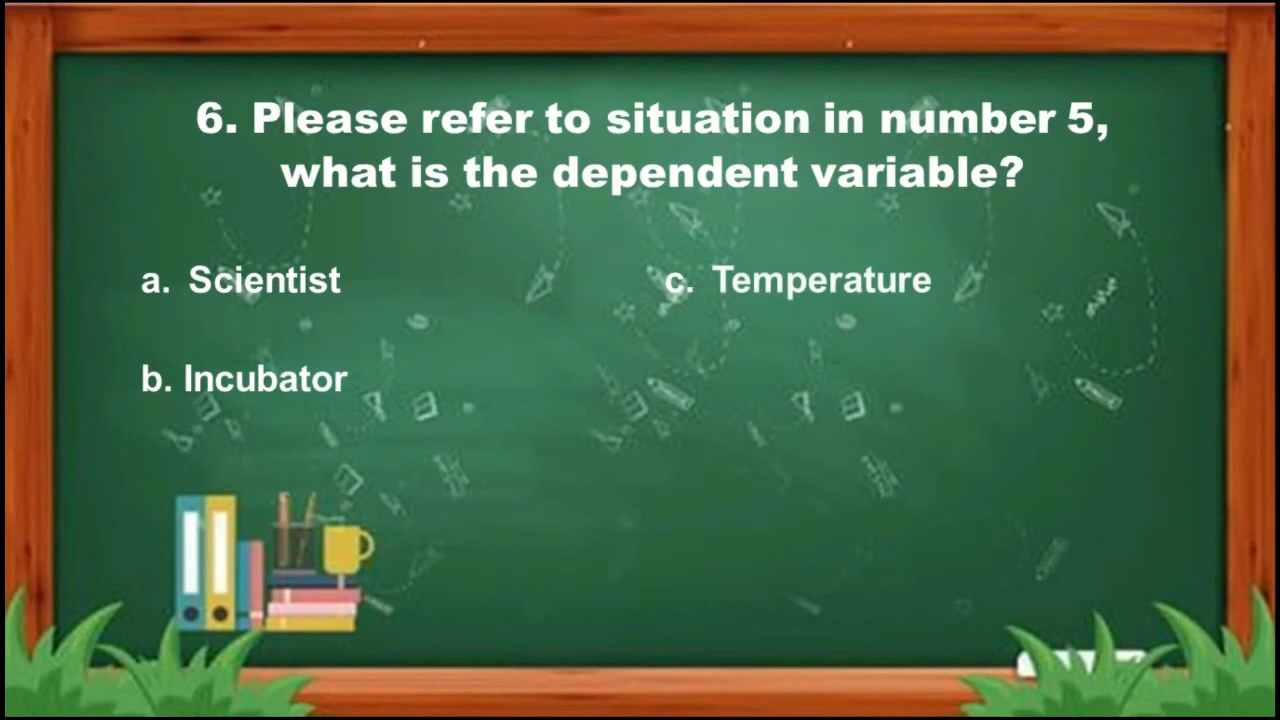 6. Please refer to situation in number 5,
what is the dependent variable?
a. Scientist
c. Temperature
b. Incubator